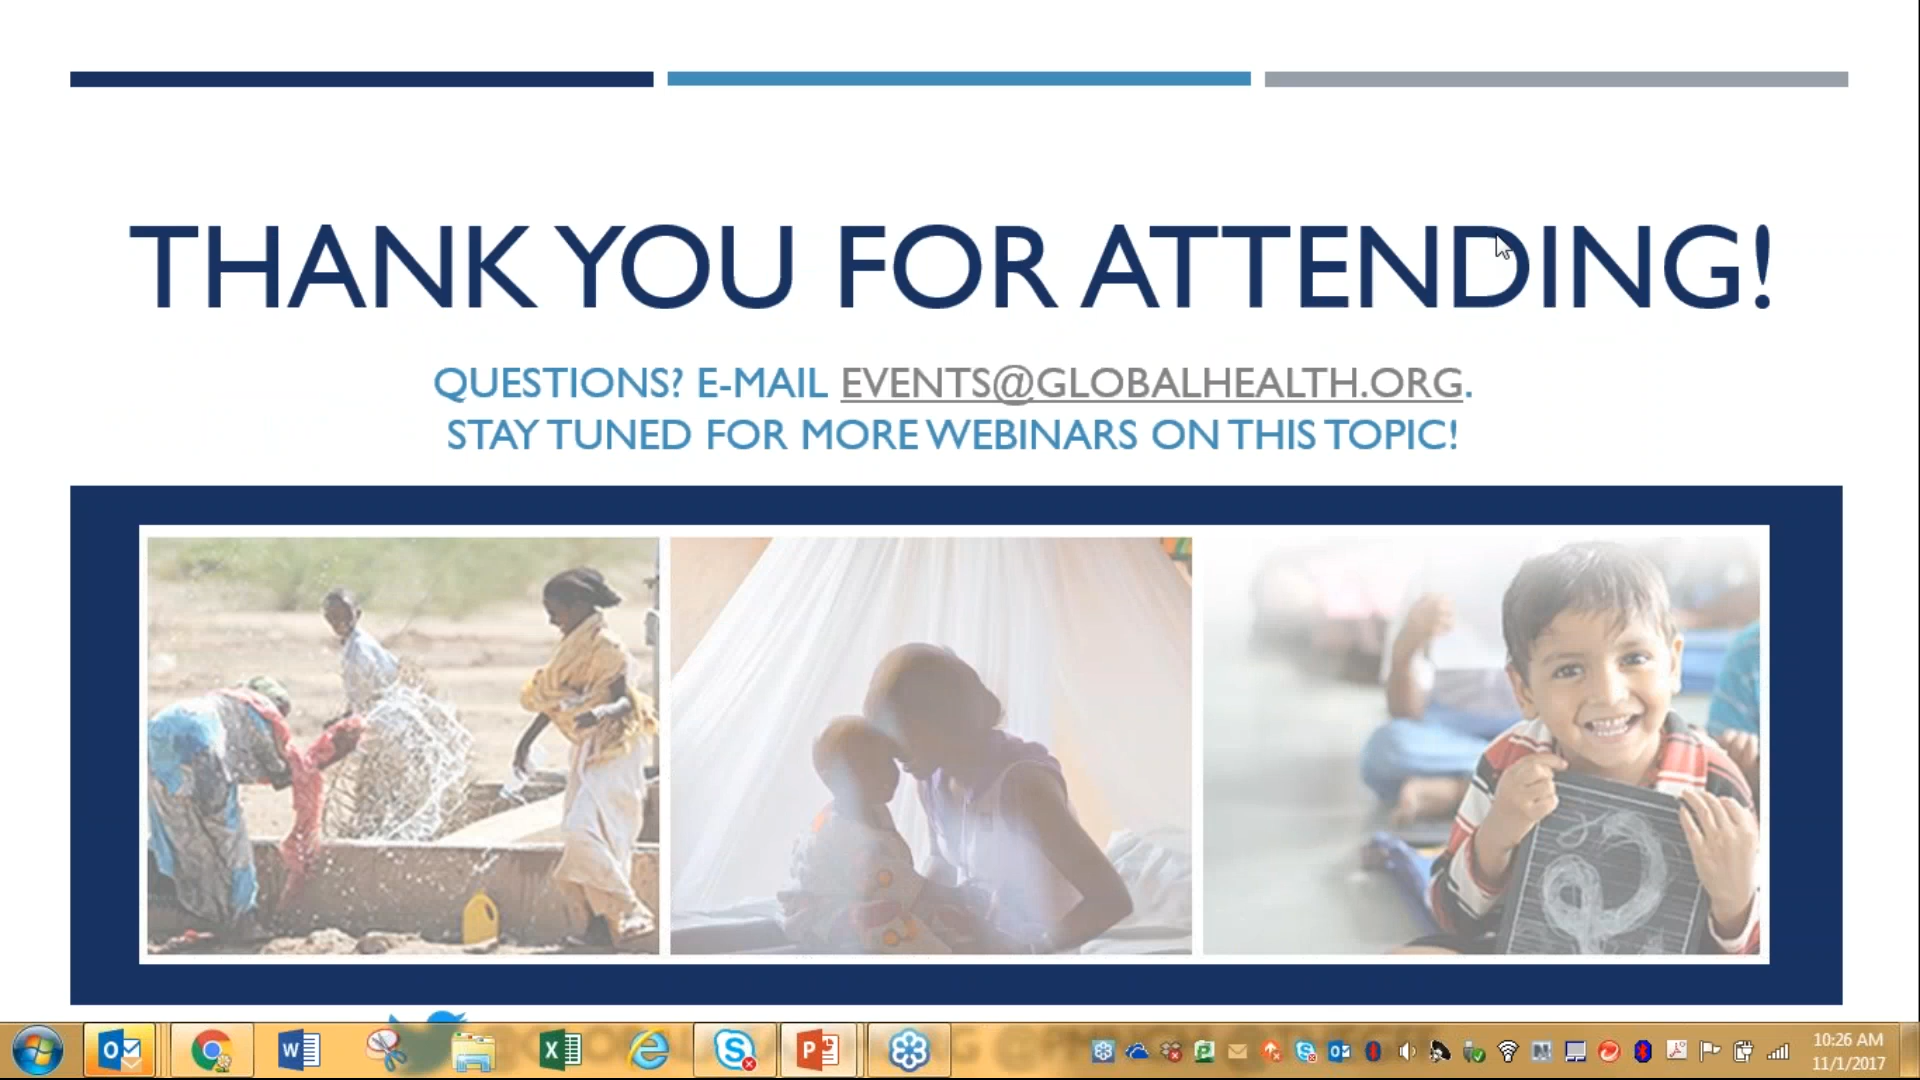 THANK YOU FOR ATTENDING!
QUESTIONS? E-MAIL EVENTS@GLOBALHEALTH.ORG.
STAY TUNED FOR MORE WEBINARS ON THIS TOPIC!
10:26 AM
11/1/2017